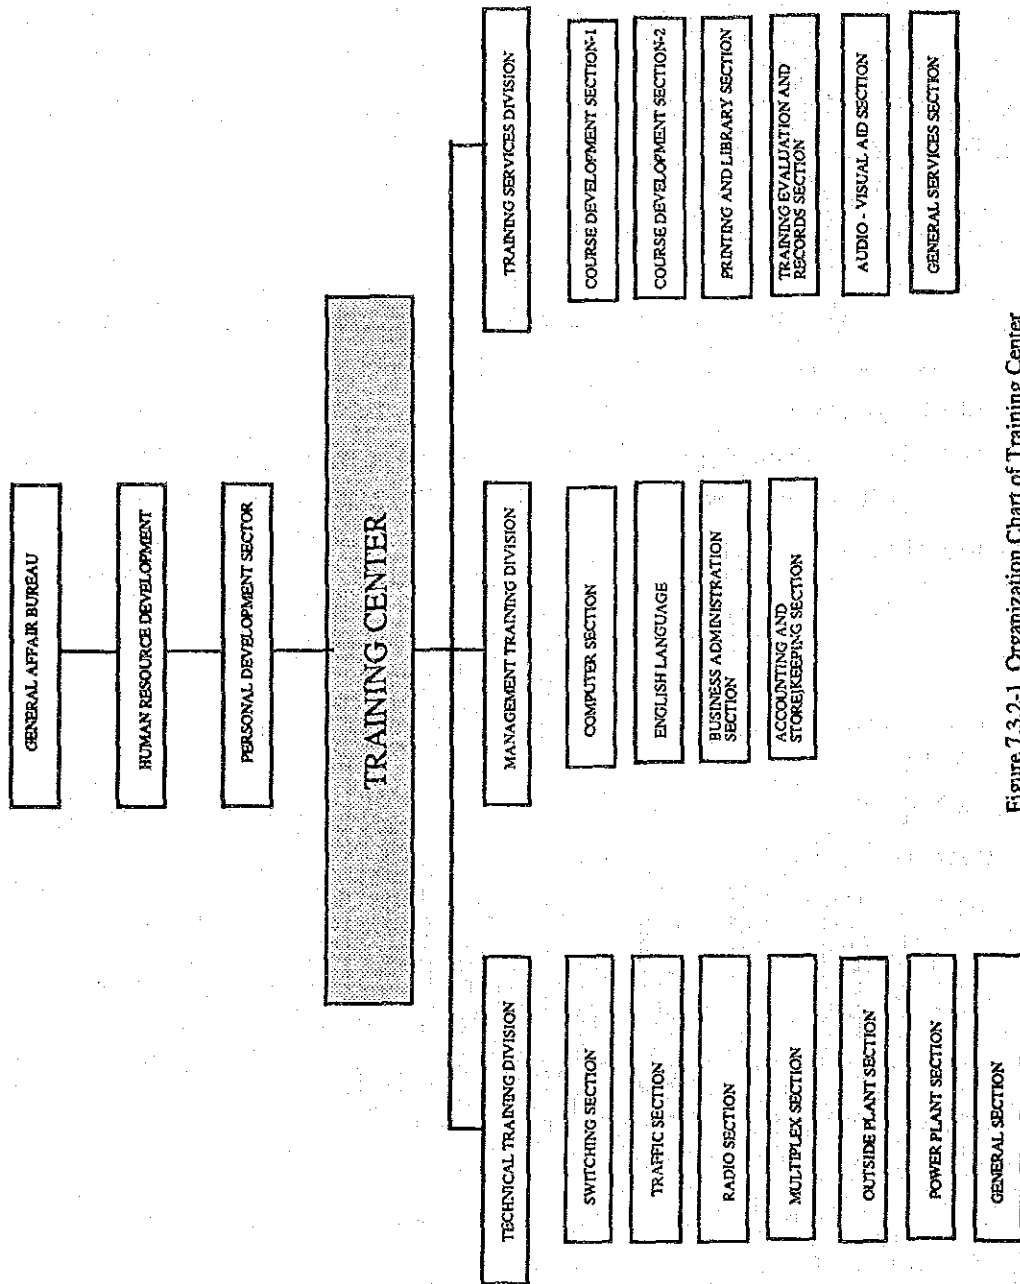 GENERAL AFFAIR BUREAU
HUMAN RESOURCE DEVELOPMENT
PERSONAL DEVELOPMENT SECTOR
TRAINING CENTER
TECHNICAL TRAINING DIVISION
SWITCHING SECTION
TRAFFIC SECTION
RADIO SECTION
MULTIPLEX SECTION
OUTSIDE PLANT SECTION
POWER PLANT SECTION
GENERAL SECTION
MANAGEMENT TRAINING DIVISION
COMPUTER SECTION
ENGLISH LANGUAGE
BUSINESS ADMINISTRATION
SECTION
ACCOUNTING AND
STORE|KEEPING SECTION
TRAINING SERVICES DIVISION
COURSE DEVELOPMENT SECTION-1
COURSE DEVELOPMENT SECTION-2
PRINTING AND LIBRARY SECTION
TRAINING EVALUATION AND
RECORDS SECTION
AUDIO - VISUAL AID SECTION
GENERAL SERVICES SECTION
Figure 7.3.2-1 Organization Chart of Training Center